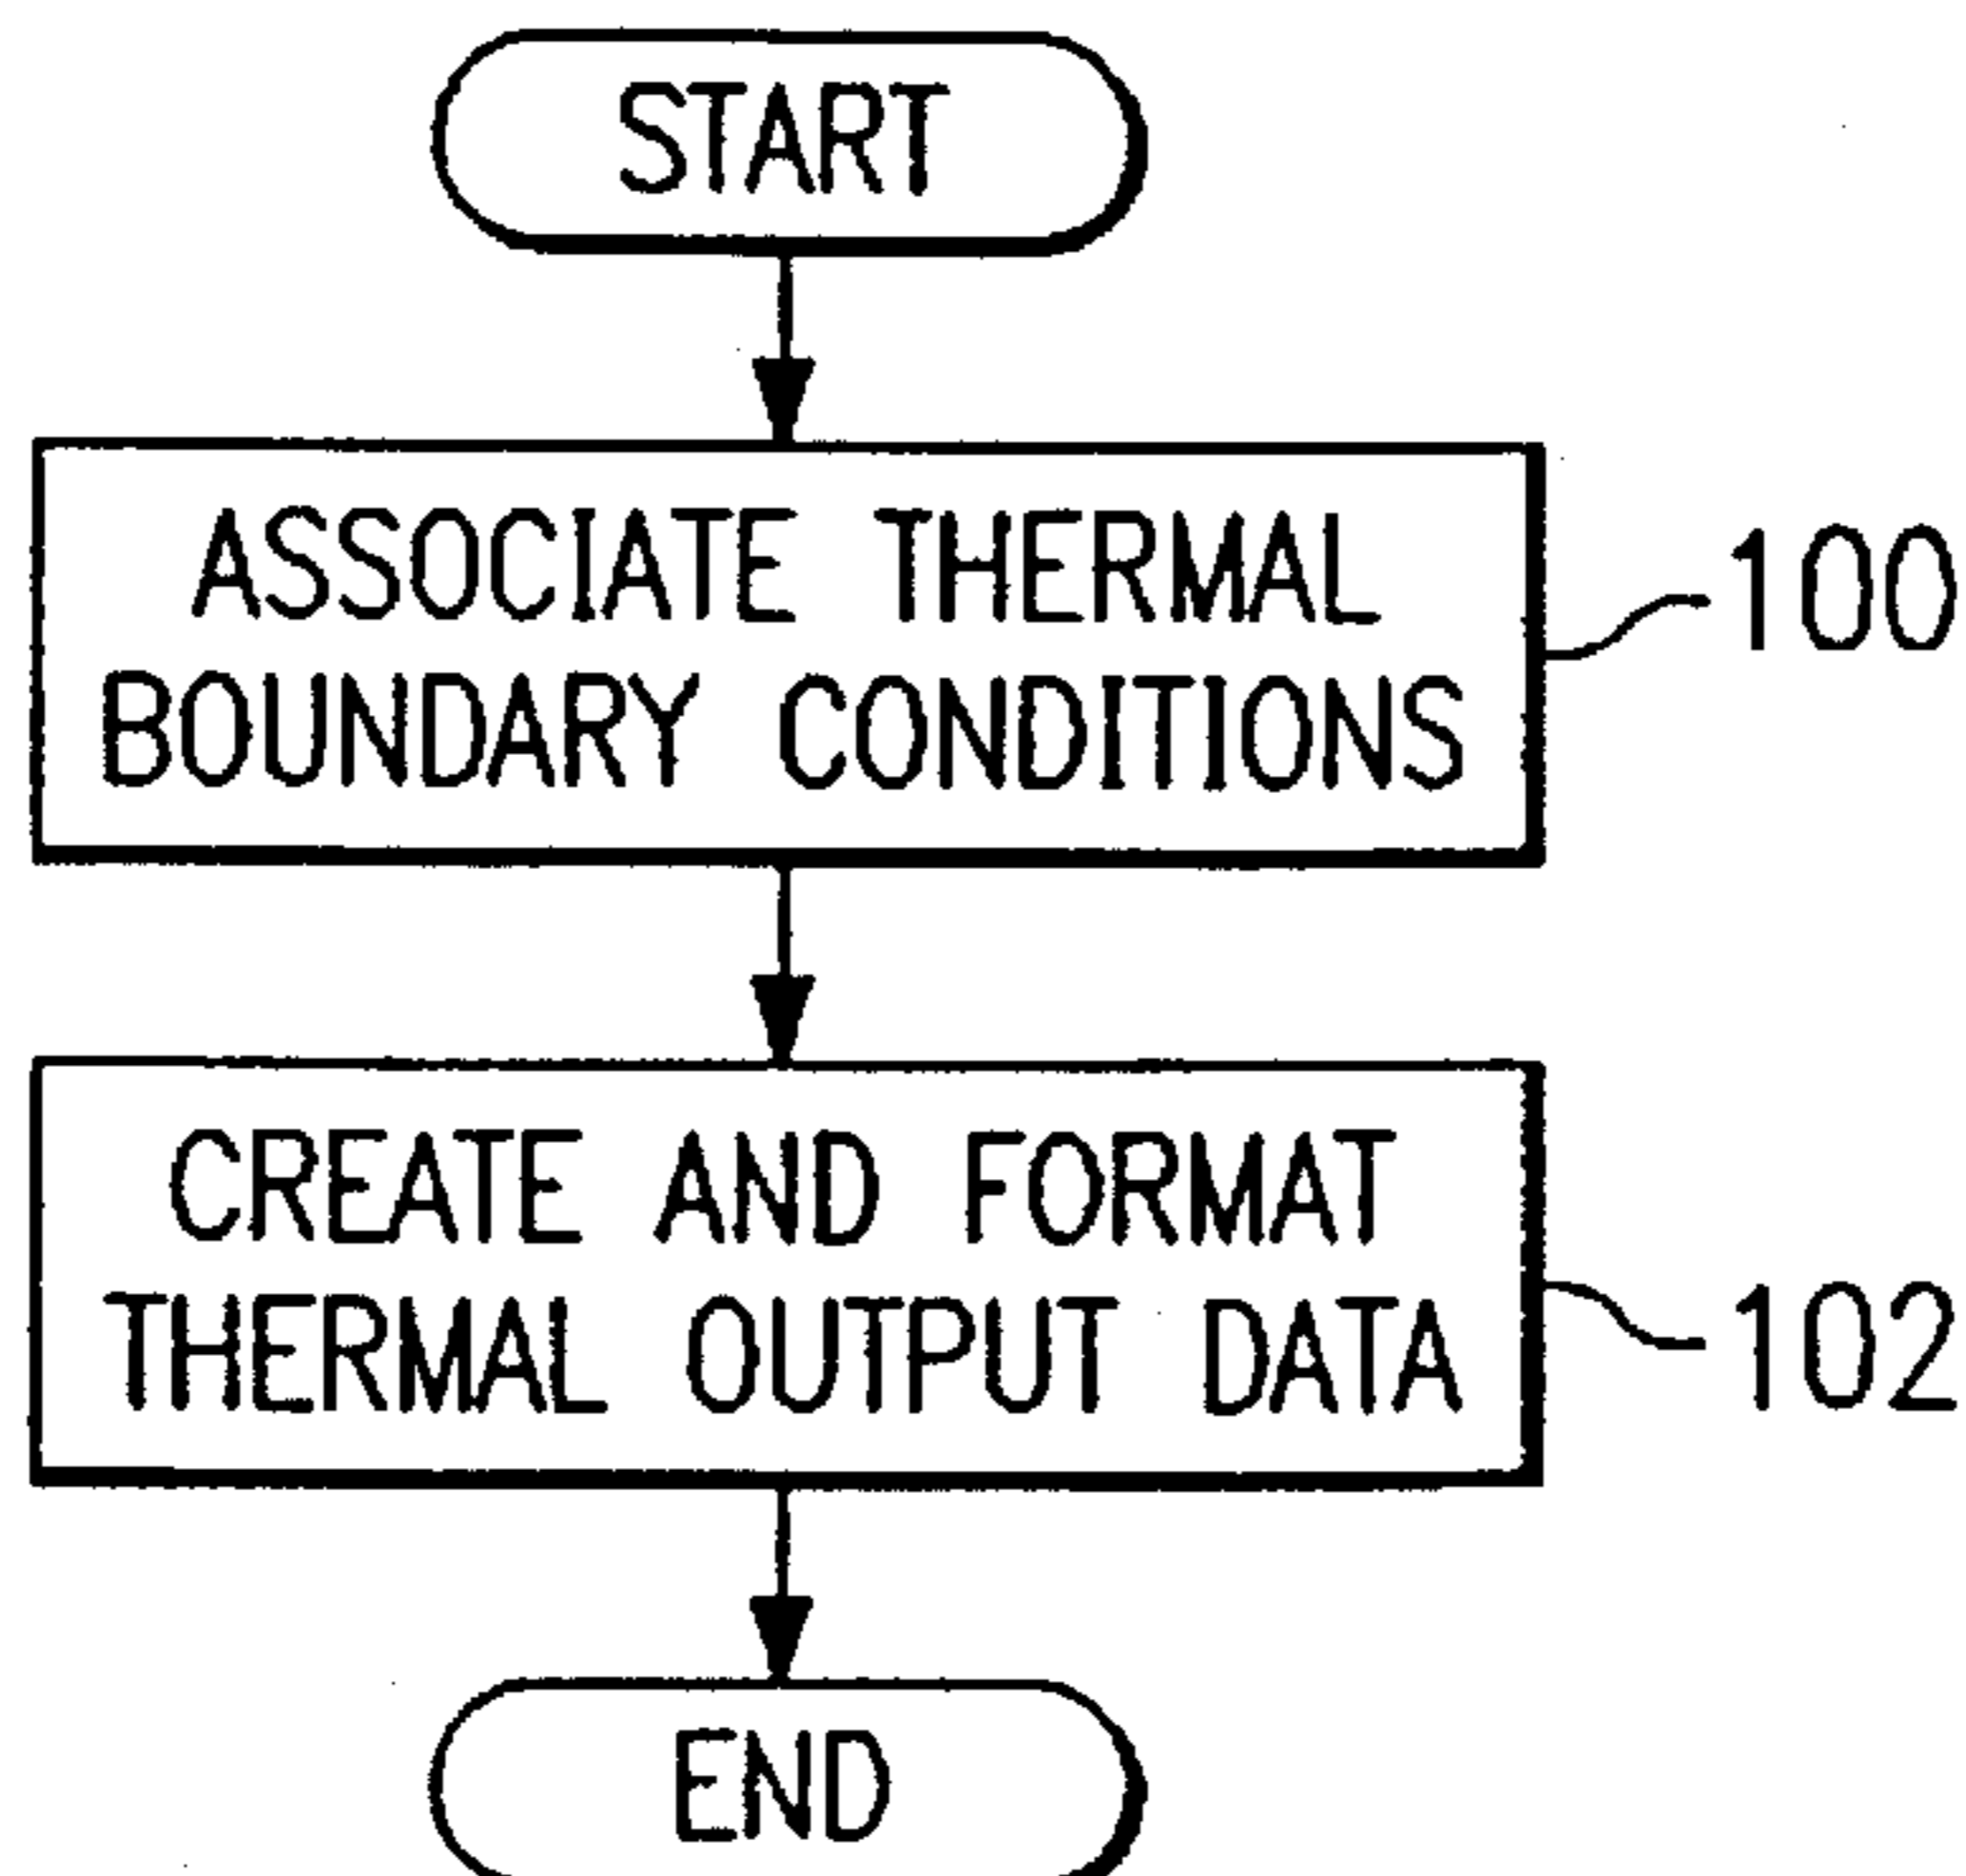 START
ASSOCIATE THERMAL
BOUNDARY CONDITIONS
100
CREATE AND FORMAT
THERMAL OUTPUT DATA
102
END